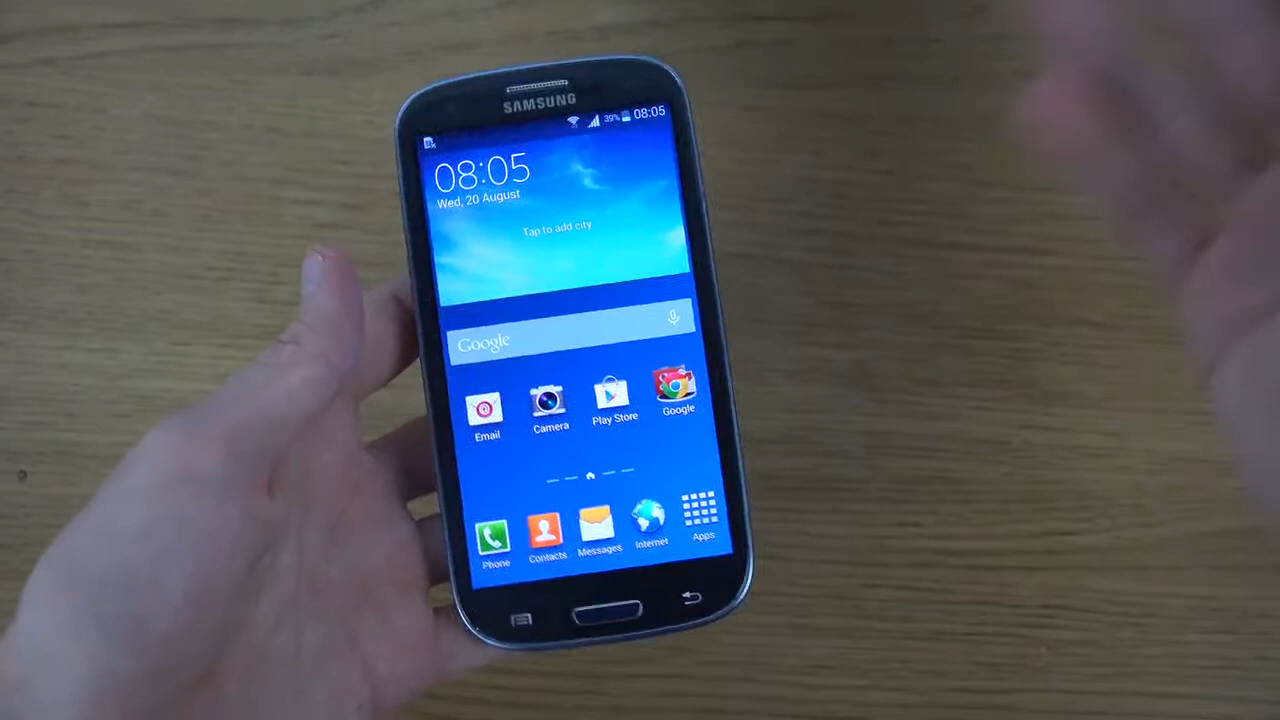 SAMSUNG
39% 08:05
08:05
Wed, 20 August
Tap to add city
Google
Email Camera Play Store Google
Phone Contacts Messages Internet Apps